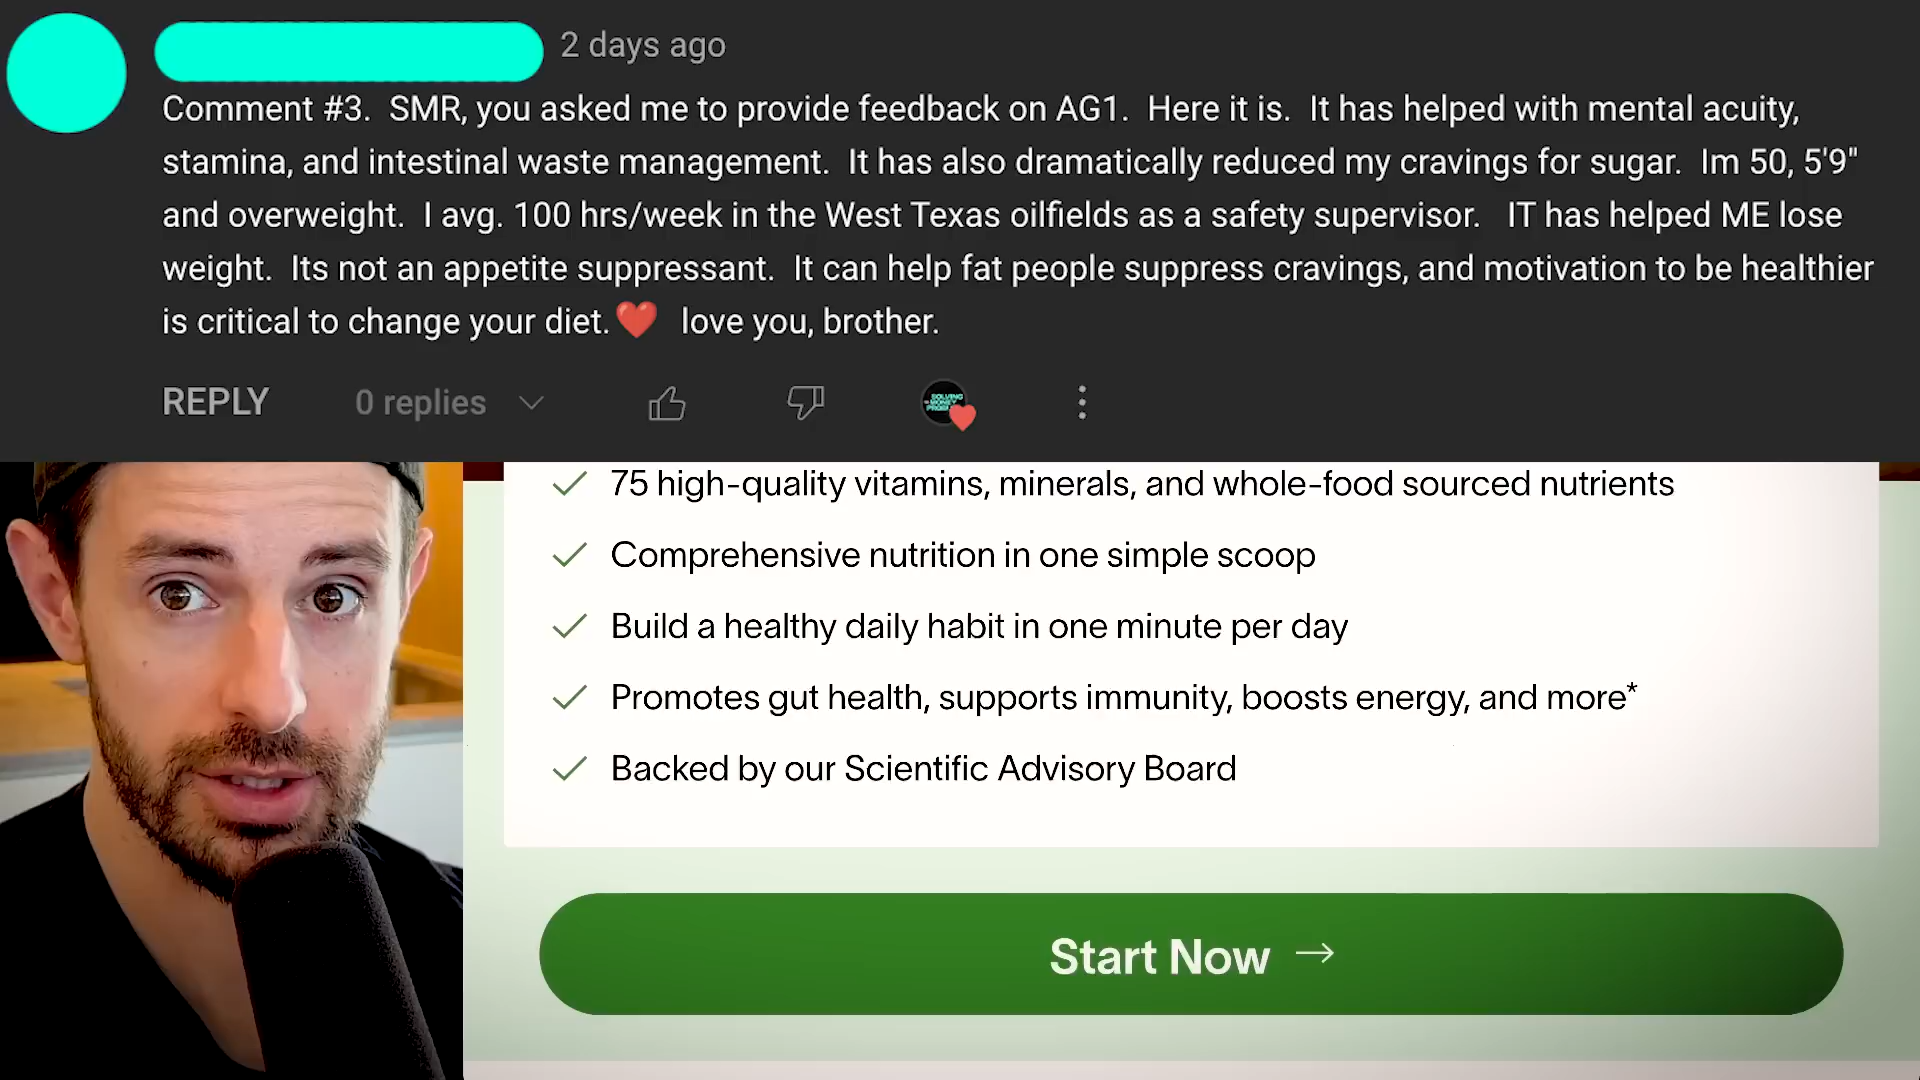 2 days ago
Comment #3. SMR, you asked me to provide feedback on AG1. Here it is. It has helped with mental acuity,
stamina, and intestinal waste management. It has also dramatically reduced my cravings for sugar. Im 50, 5'9"
and overweight. I avg. 100 hrs/week in the West Texas oilfields as a safety supervisor. IT has helped ME lose
weight. Its not an appetite suppressant. It can help fat people suppress cravings, and motivation to be healthier
is critical to change your diet.❤️ love you, brother.
REPLY 0 replies
SOLVING
MONEY
75 high-quality vitamins, minerals, and whole-food sourced nutrients
Comprehensive nutrition in one simple scoop
Build a healthy daily habit in one minute per day
Promotes gut health, supports immunity, boosts energy, and more*
Backed by our Scientific Advisory Board
Start Now →